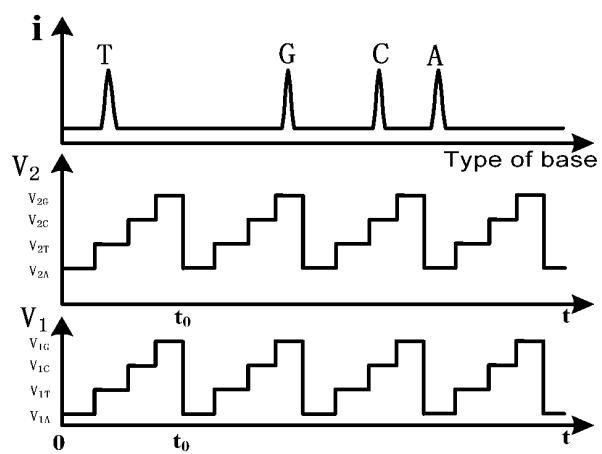 i
T G C A
Type of base
V2
V2G
V2C
V2T
V2A
t0 t
V1
V1G
V1C
V1T
V1A
0 t0 t